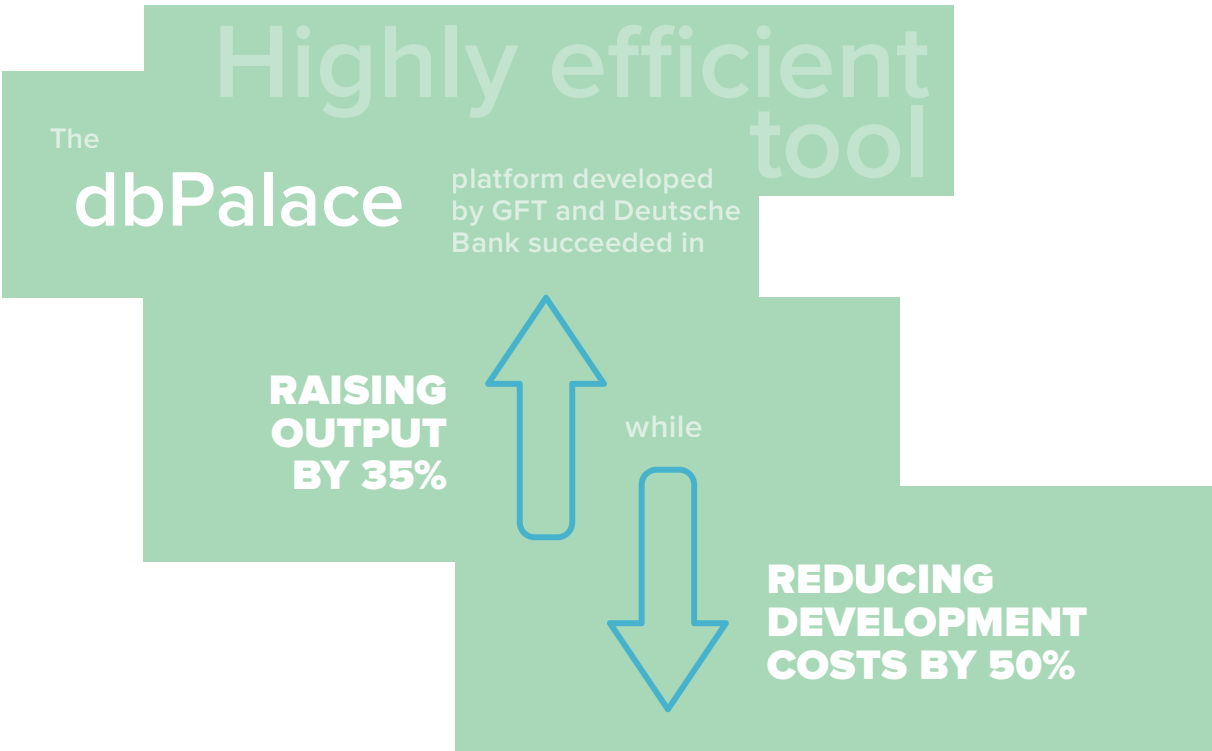 Highly efficient
tool
The
dbPalace
platform developed
by GFT and Deutsche
Bank succeeded in
RAISING
OUTPUT
BY 35%
while
REDUCING
DEVELOPMENT
COSTS BY 50%